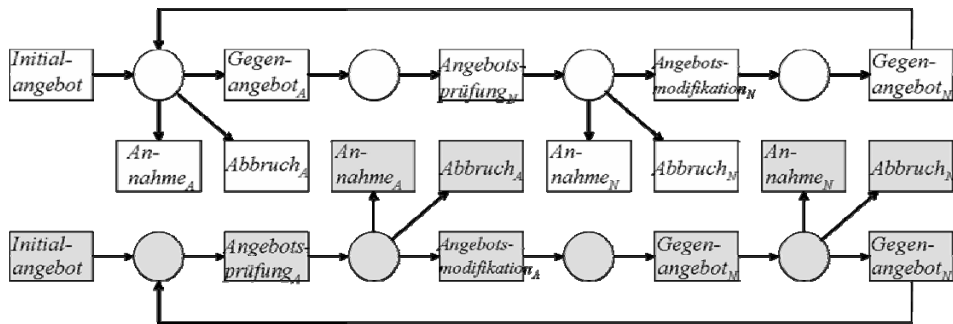 Initial-
angebot
Gegen-
angebot_A
Angebots-
prüfung_N
Angebots-
modifikation_N
Gegen-
angebot_N
An-
nahme_A
Abbruch_A
An-
nahme_A
Abbruch_A
An-
nahme_N
Abbruch_N
An-
nahme_N
Abbruch_N
Initial-
angebot
Angebots-
prüfung_A
Angebots-
modifikation_A
Gegen-
angebot_N
Gegen-
angebot_N